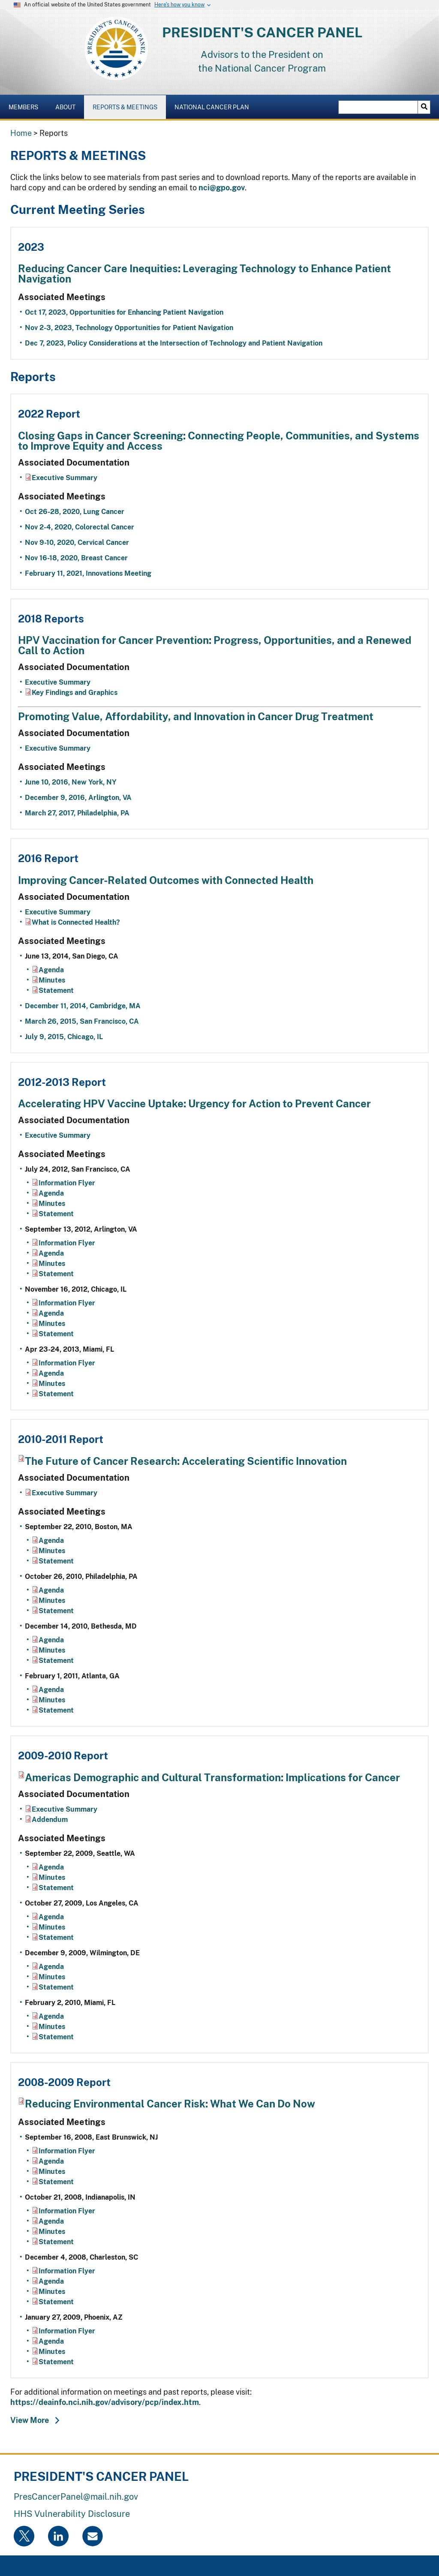 An official website of the United States government Here's how you know
PRESIDENT'S CANCER PANEL
Advisors to the President on
the National Cancer Program
MEMBERS ABOUT REPORTS & MEETINGS NATIONAL CANCER PLAN
Home > Reports
REPORTS & MEETINGS
Click the links below to see materials from past series and to download reports. Many of the reports are available in
hard copy and can be ordered by sending an email to nci@gpo.gov.
Current Meeting Series
2023
Reducing Cancer Care Inequities: Leveraging Technology to Enhance Patient
Navigation
Associated Meetings
Oct 17, 2023, Opportunities for Enhancing Patient Navigation
Nov 2-3, 2023, Technology Opportunities for Patient Navigation
Dec 7, 2023, Policy Considerations at the Intersection of Technology and Patient Navigation
Reports
2022 Report
Closing Gaps in Cancer Screening: Connecting People, Communities, and Systems
to Improve Equity and Access
Associated Documentation
Executive Summary
Associated Meetings
Oct 26-28, 2020, Lung Cancer
Nov 2-4, 2020, Colorectal Cancer
Nov 9-10, 2020, Cervical Cancer
Nov 16-18, 2020, Breast Cancer
February 11, 2021, Innovations Meeting
2018 Reports
HPV Vaccination for Cancer Prevention: Progress, Opportunities, and a Renewed
Call to Action
Associated Documentation
Executive Summary
Key Findings and Graphics
Promoting Value, Affordability, and Innovation in Cancer Drug Treatment
Associated Documentation
Executive Summary
Associated Meetings
June 10, 2016, New York, NY
December 9, 2016, Arlington, VA
March 27, 2017, Philadelphia, PA
2016 Report
Improving Cancer-Related Outcomes with Connected Health
Associated Documentation
Executive Summary
What is Connected Health?
Associated Meetings
June 13, 2014, San Diego, CA
Agenda
Minutes
Statement
December 11, 2014, Cambridge, MA
March 26, 2015, San Francisco, CA
July 9, 2015, Chicago, IL
2012-2013 Report
Accelerating HPV Vaccine Uptake: Urgency for Action to Prevent Cancer
Associated Documentation
Executive Summary
Associated Meetings
July 24, 2012, San Francisco, CA
Information Flyer
Agenda
Minutes
Statement
September 13, 2012, Arlington, VA
Information Flyer
Agenda
Minutes
Statement
November 16, 2012, Chicago, IL
Information Flyer
Agenda
Minutes
Statement
Apr 23-24, 2013, Miami, FL
Information Flyer
Agenda
Minutes
Statement
2010-2011 Report
The Future of Cancer Research: Accelerating Scientific Innovation
Associated Documentation
Executive Summary
Associated Meetings
September 22, 2010, Boston, MA
Agenda
Minutes
Statement
October 26, 2010, Philadelphia, PA
Agenda
Minutes
Statement
December 14, 2010, Bethesda, MD
Agenda
Minutes
Statement
February 1, 2011, Atlanta, GA
Agenda
Minutes
Statement
2009-2010 Report
Americas Demographic and Cultural Transformation: Implications for Cancer
Associated Documentation
Executive Summary
Addendum
Associated Meetings
September 22, 2009, Seattle, WA
Agenda
Minutes
Statement
October 27, 2009, Los Angeles, CA
Agenda
Minutes
Statement
December 9, 2009, Wilmington, DE
Agenda
Minutes
Statement
February 2, 2010, Miami, FL
Agenda
Minutes
Statement
2008-2009 Report
Reducing Environmental Cancer Risk: What We Can Do Now
Associated Meetings
September 16, 2008, East Brunswick, NJ
Information Flyer
Agenda
Minutes
Statement
October 21, 2008, Indianapolis, IN
Information Flyer
Agenda
Minutes
Statement
December 4, 2008, Charleston, SC
Information Flyer
Agenda
Minutes
Statement
January 27, 2009, Phoenix, AZ
Information Flyer
Agenda
Minutes
Statement
For additional information on meetings and past reports, please visit:
https://deainfo.nci.nih.gov/advisory/pcp/index.htm.
View More
PRESIDENT'S CANCER PANEL
PresCancerPanel@mail.nih.gov
HHS Vulnerability Disclosure